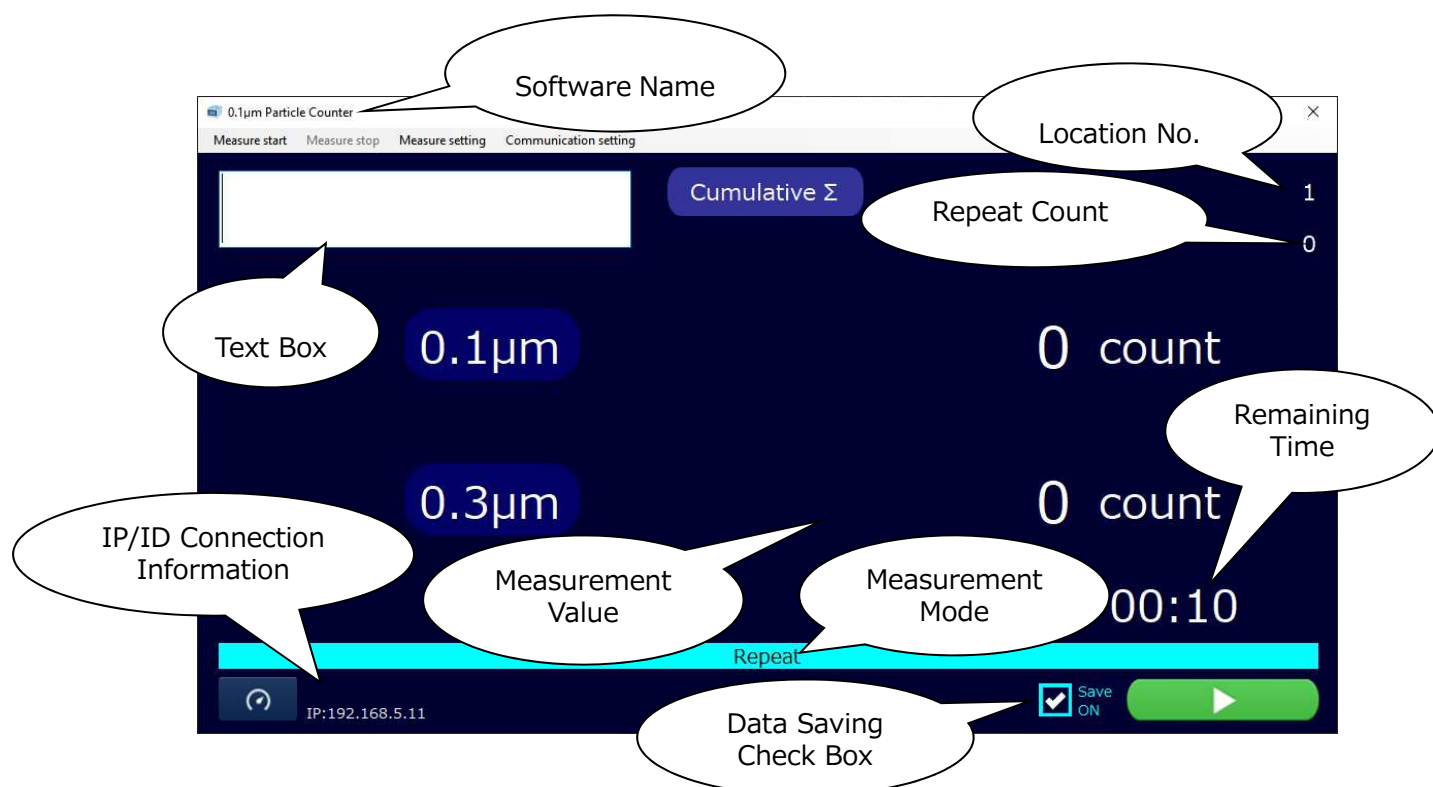 Software Name
0.1µm Particle Counter
Location No.
Measure start Measure stop Measure setting Communication setting
Cumulative Σ
1
Repeat Count
0
Text Box
0.1µm
0 count
Remaining
Time
0.3µm
0 count
IP/ID Connection
Information
Measurement
Value
Measurement
Mode
00:10
Repeat
IP:192.168.5.11
Data Saving
Check Box
Save
ON